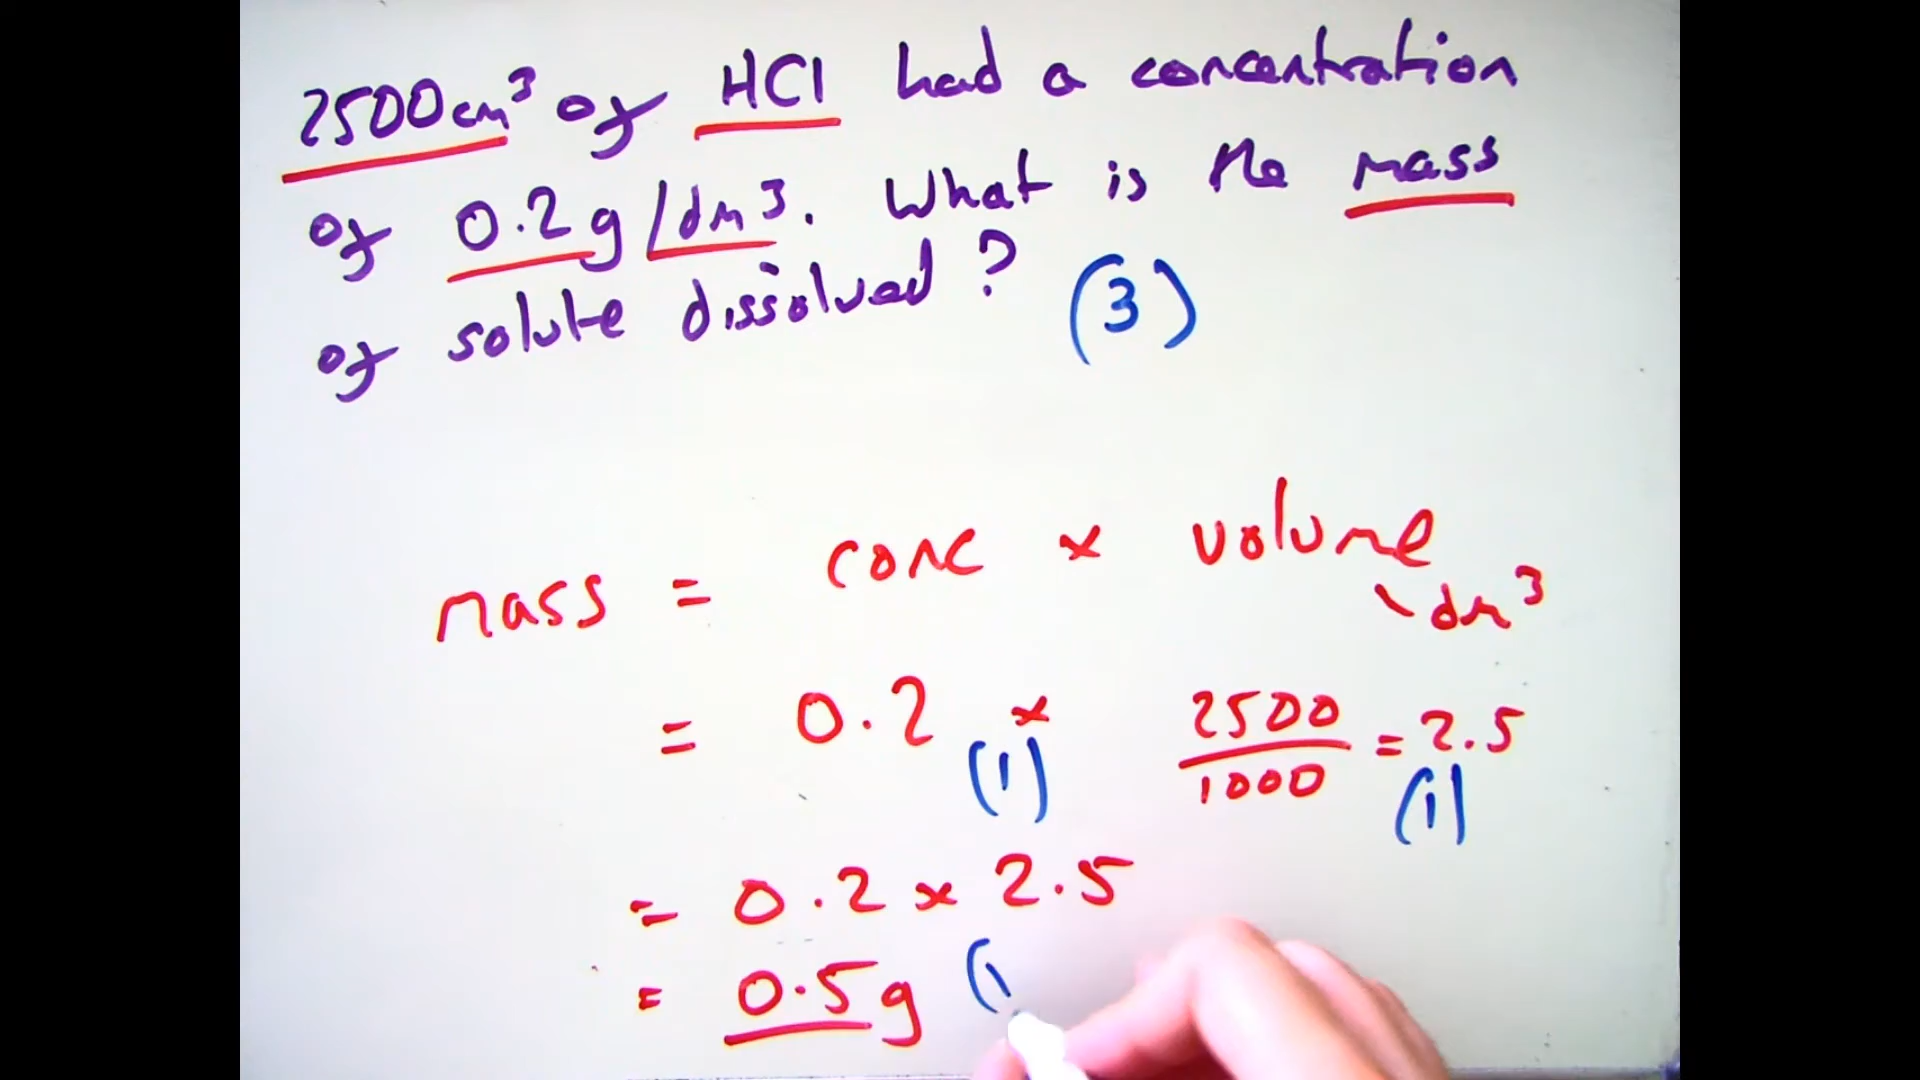 2500cm³ of HCl had a concentration
of 0.2g/dm³. What is the mass
of solute dissolved? (3)
mass = conc × volume
dm³
= 0.2 × 2500/1000 = 2.5
(1) (1)
= 0.2 × 2.5
= 0.5g (1